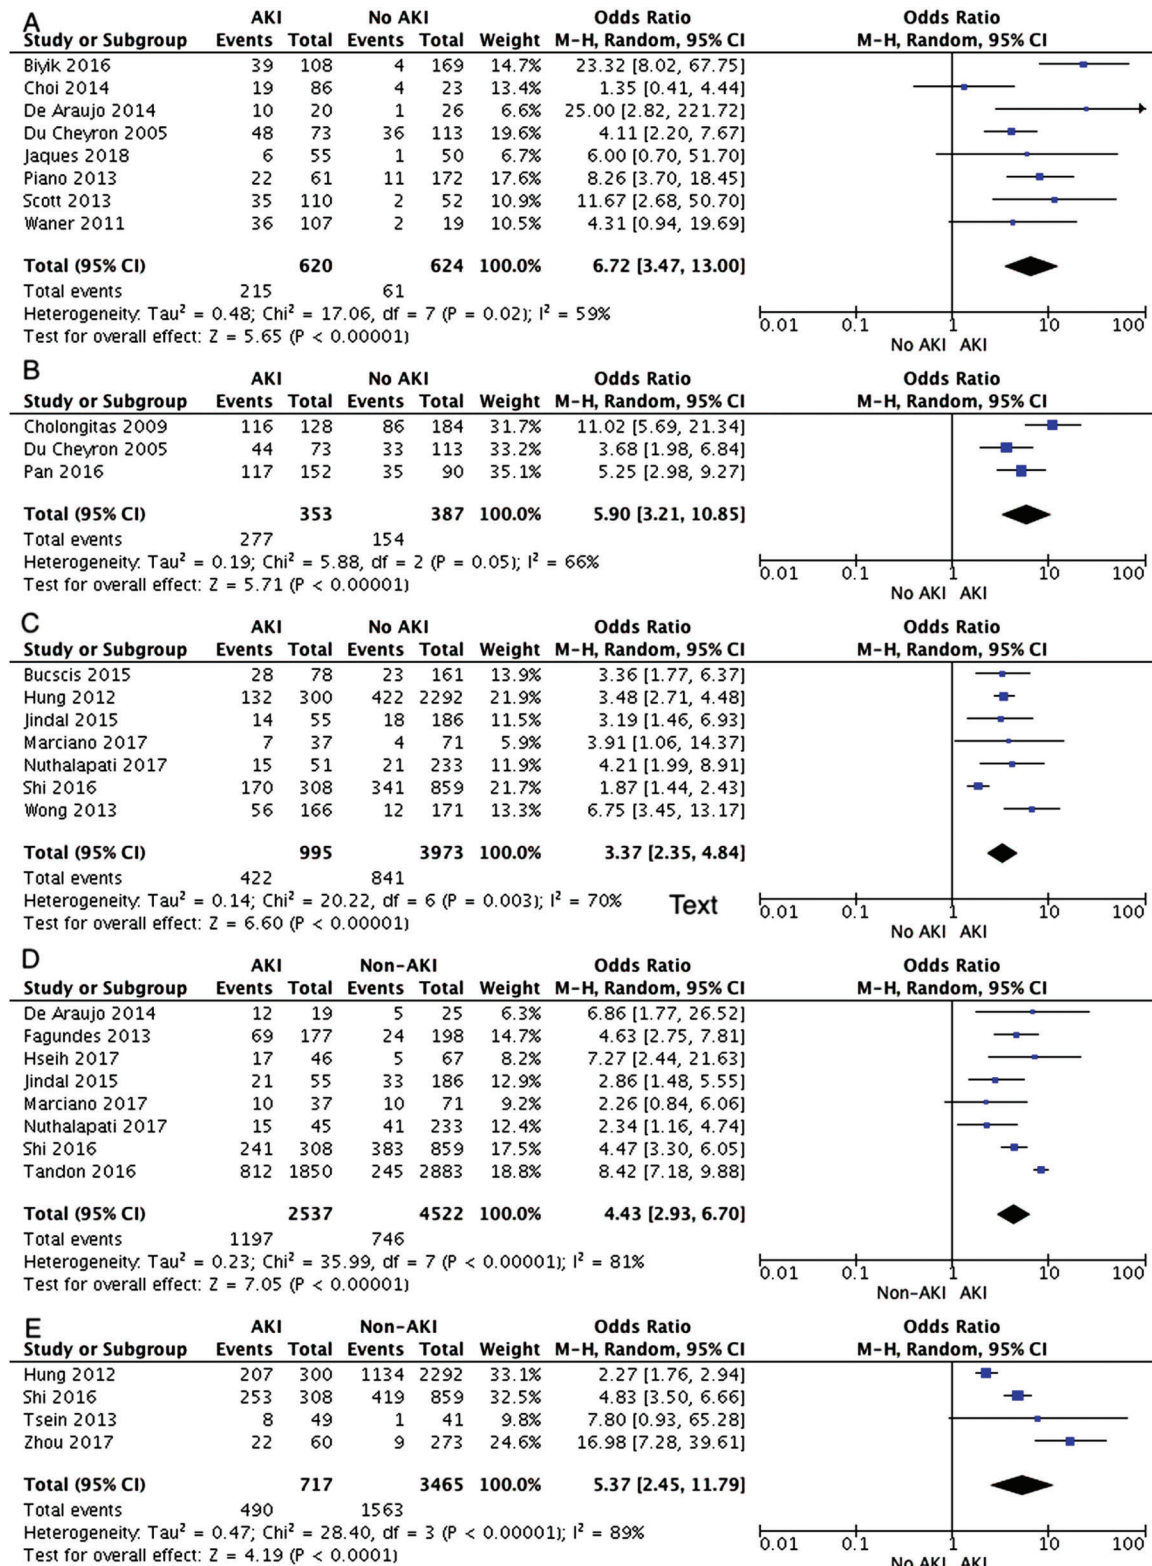 A AKI No AKI Odds Ratio Odds Ratio
Study or Subgroup Events Total Events Total Weight M-H, Random, 95% CI M-H, Random, 95% CI
Biyik 2016 39 108 4 169 14.7% 23.32 [8.02, 67.75]
Choi 2014 19 86 4 23 13.4% 1.35 [0.41, 4.44]
De Araujo 2014 10 20 1 26 6.6% 25.00 [2.82, 221.72]
Du Cheyron 2005 48 73 36 113 19.6% 4.11 [2.20, 7.67]
Jaques 2018 6 55 1 50 6.7% 6.00 [0.70, 51.70]
Piano 2013 22 61 11 172 17.6% 8.26 [3.70, 18.45]
Scott 2013 35 110 2 52 10.9% 11.67 [2.68, 50.70]
Waner 2011 36 107 2 19 10.5% 4.31 [0.94, 19.69]
Total (95% CI) 620 624 100.0% 6.72 [3.47, 13.00]
Total events 215 61
Heterogeneity: Tau² = 0.48; Chi² = 17.06, df = 7 (P = 0.02); I² = 59%
Test for overall effect: Z = 5.65 (P < 0.00001)
0.01 0.1 1 10 100
No AKI AKI
B AKI No AKI Odds Ratio Odds Ratio
Study or Subgroup Events Total Events Total Weight M-H, Random, 95% CI M-H, Random, 95% CI
Cholongitas 2009 116 128 86 184 31.7% 11.02 [5.69, 21.34]
Du Cheyron 2005 44 73 33 113 33.2% 3.68 [1.98, 6.84]
Pan 2016 117 152 35 90 35.1% 5.25 [2.98, 9.27]
Total (95% CI) 353 387 100.0% 5.90 [3.21, 10.85]
Total events 277 154
Heterogeneity: Tau² = 0.19; Chi² = 5.88, df = 2 (P = 0.05); I² = 66%
Test for overall effect: Z = 5.71 (P < 0.00001)
0.01 0.1 1 10 100
No AKI AKI
C AKI No AKI Odds Ratio Odds Ratio
Study or Subgroup Events Total Events Total Weight M-H, Random, 95% CI M-H, Random, 95% CI
Bucscis 2015 28 78 23 161 13.9% 3.36 [1.77, 6.37]
Hung 2012 132 300 422 2292 21.9% 3.48 [2.71, 4.48]
Jindal 2015 14 55 18 186 11.5% 3.19 [1.46, 6.93]
Marciano 2017 7 37 4 71 5.9% 3.91 [1.06, 14.37]
Nuthalapati 2017 15 51 21 233 11.9% 4.21 [1.99, 8.91]
Shi 2016 170 308 341 859 21.7% 1.87 [1.44, 2.43]
Wong 2013 56 166 12 171 13.3% 6.75 [3.45, 13.17]
Total (95% CI) 995 3973 100.0% 3.37 [2.35, 4.84]
Total events 422 841
Heterogeneity: Tau² = 0.14; Chi² = 20.22, df = 6 (P = 0.003); I² = 70% Text
Test for overall effect: Z = 6.60 (P < 0.00001)
0.01 0.1 1 10 100
No AKI AKI
D AKI Non-AKI Odds Ratio Odds Ratio
Study or Subgroup Events Total Events Total Weight M-H, Random, 95% CI M-H, Random, 95% CI
De Araujo 2014 12 19 5 25 6.3% 6.86 [1.77, 26.52]
Fagundes 2013 69 177 24 198 14.7% 4.63 [2.75, 7.81]
Hseih 2017 17 46 5 67 8.2% 7.27 [2.44, 21.63]
Jindal 2015 21 55 33 186 12.9% 2.86 [1.48, 5.55]
Marciano 2017 10 37 10 71 9.2% 2.26 [0.84, 6.06]
Nuthalapati 2017 15 45 41 233 12.4% 2.34 [1.16, 4.74]
Shi 2016 241 308 383 859 17.5% 4.47 [3.30, 6.05]
Tandon 2016 812 1850 245 2883 18.8% 8.42 [7.18, 9.88]
Total (95% CI) 2537 4522 100.0% 4.43 [2.93, 6.70]
Total events 1197 746
Heterogeneity: Tau² = 0.23; Chi² = 35.99, df = 7 (P < 0.00001); I² = 81%
Test for overall effect: Z = 7.05 (P < 0.00001)
0.01 0.1 1 10 100
Non-AKI AKI
E AKI Non-AKI Odds Ratio Odds Ratio
Study or Subgroup Events Total Events Total Weight M-H, Random, 95% CI M-H, Random, 95% CI
Hung 2012 207 300 1134 2292 33.1% 2.27 [1.76, 2.94]
Shi 2016 253 308 419 859 32.5% 4.83 [3.50, 6.66]
Tsein 2013 8 49 1 41 9.8% 7.80 [0.93, 65.28]
Zhou 2017 22 60 9 273 24.6% 16.98 [7.28, 39.61]
Total (95% CI) 717 3465 100.0% 5.37 [2.45, 11.79]
Total events 490 1563
Heterogeneity: Tau² = 0.47; Chi² = 28.40, df = 3 (P < 0.00001); I² = 89%
Test for overall effect: Z = 4.19 (P < 0.0001)
0.01 0.1 1 10 100
No AKI AKI